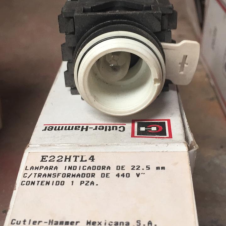 Cutler-Hammer
E22HTL4
LAMPARA INDICADORA DE 22.5 mm
C/TRANSFORMADOR DE 440 V~
CONTENIDO 1 PZA.
Cutler-Hammer Mexicana S.A.